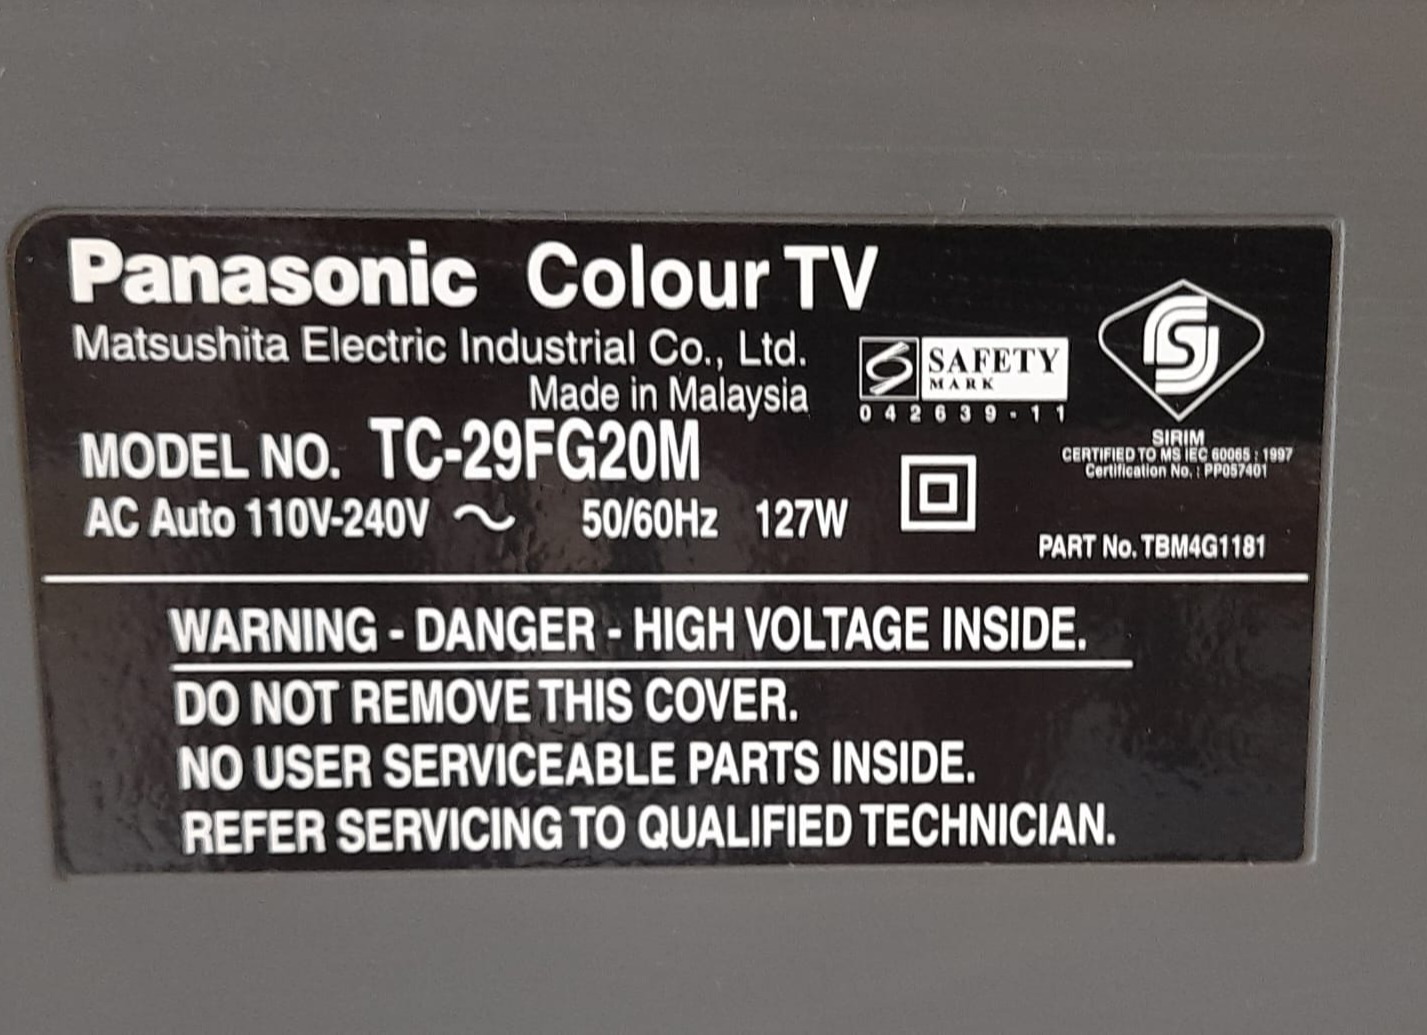 Panasonic Colour TV
Matsushita Electric Industrial Co., Ltd.
Made in Malaysia
SAFETY
MARK
042639-11
MODEL NO. TC-29FG20M
AC Auto 110V-240V ~ 50/60Hz 127W
SIRIM
CERTIFIED TO MS IEC 60065 : 1997
Certification No. : PP057401
PART No. TBM4G1181
WARNING - DANGER - HIGH VOLTAGE INSIDE.
DO NOT REMOVE THIS COVER.
NO USER SERVICEABLE PARTS INSIDE.
REFER SERVICING TO QUALIFIED TECHNICIAN.